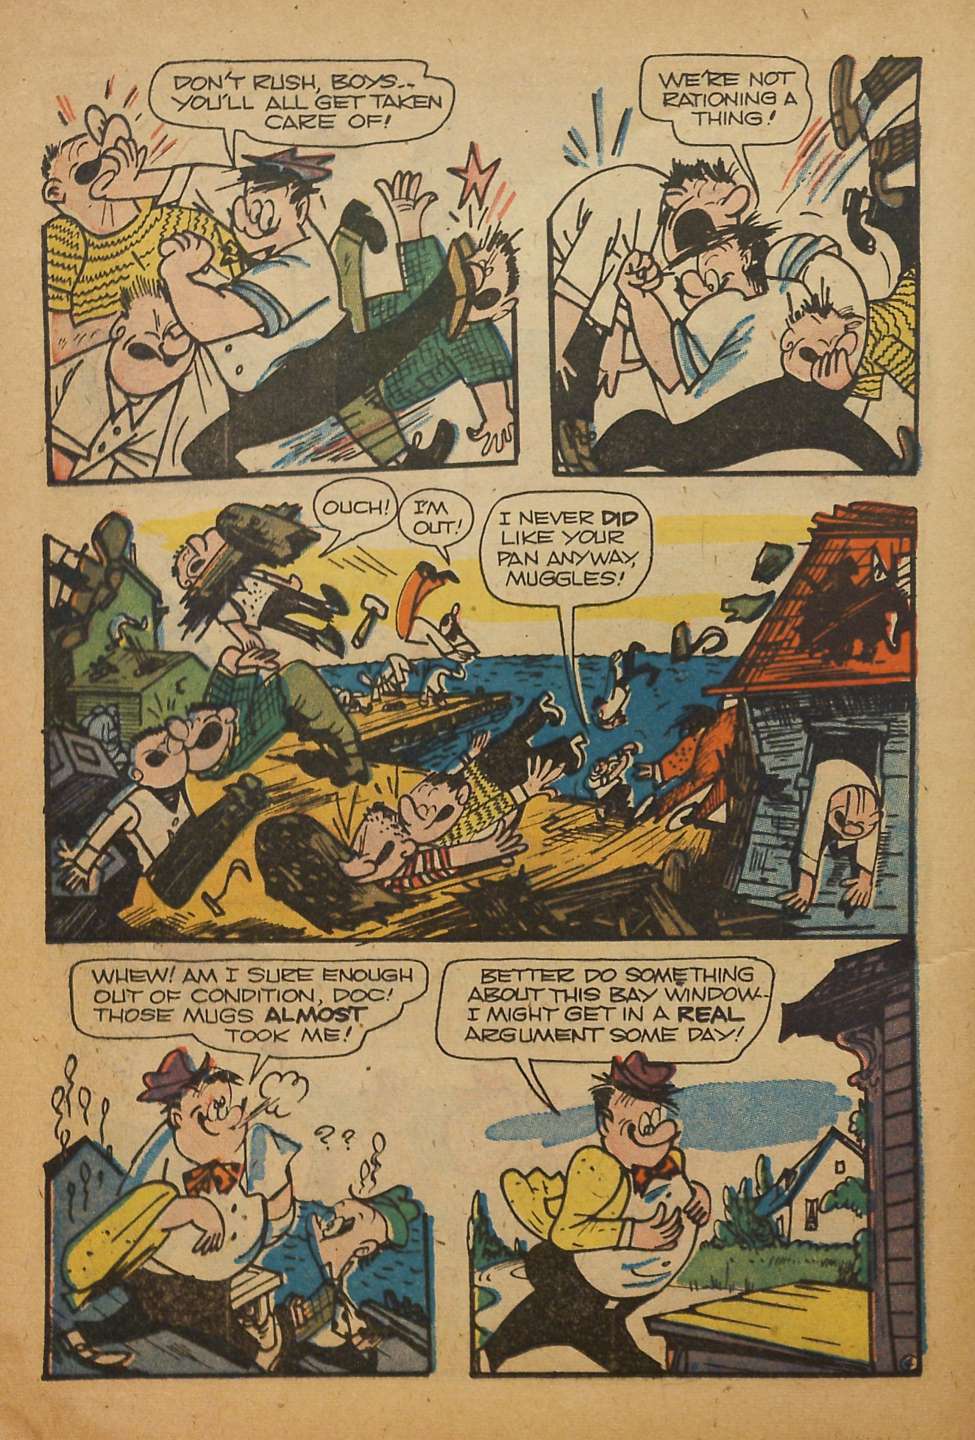 DON'T RUSH, BOYS--
YOU'LL ALL GET TAKEN
CARE OF!
WE'RE NOT
RATIONING A
THING!
OUCH!
I'M
OUT!
I NEVER DID
LIKE YOUR
PAN ANYWAY,
MUGGLES!
WHEW! AM I SURE ENOUGH
OUT OF CONDITION, DOC!
THOSE MUGS ALMOST
TOOK ME!
??
BETTER DO SOMETHING
ABOUT THIS BAY WINDOW--
I MIGHT GET IN A REAL
ARGUMENT SOME DAY!